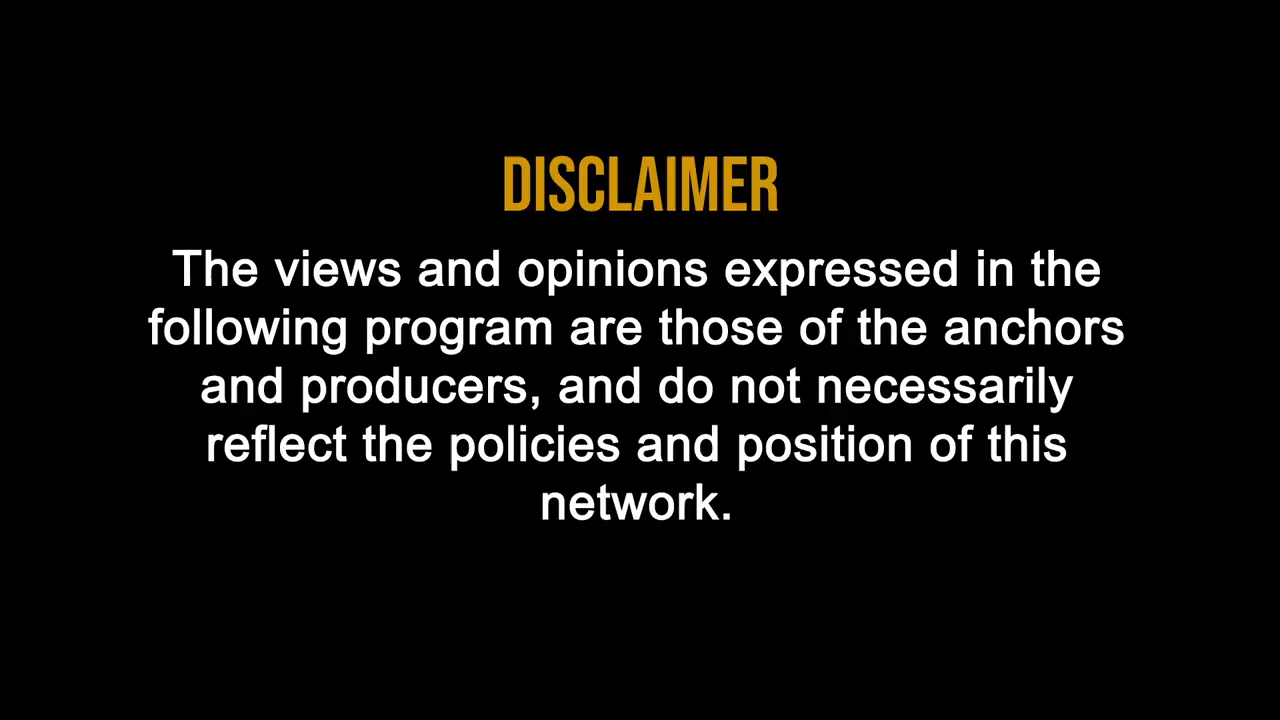 DISCLAIMER
The views and opinions expressed in the
following program are those of the anchors
and producers, and do not necessarily
reflect the policies and position of this
network.